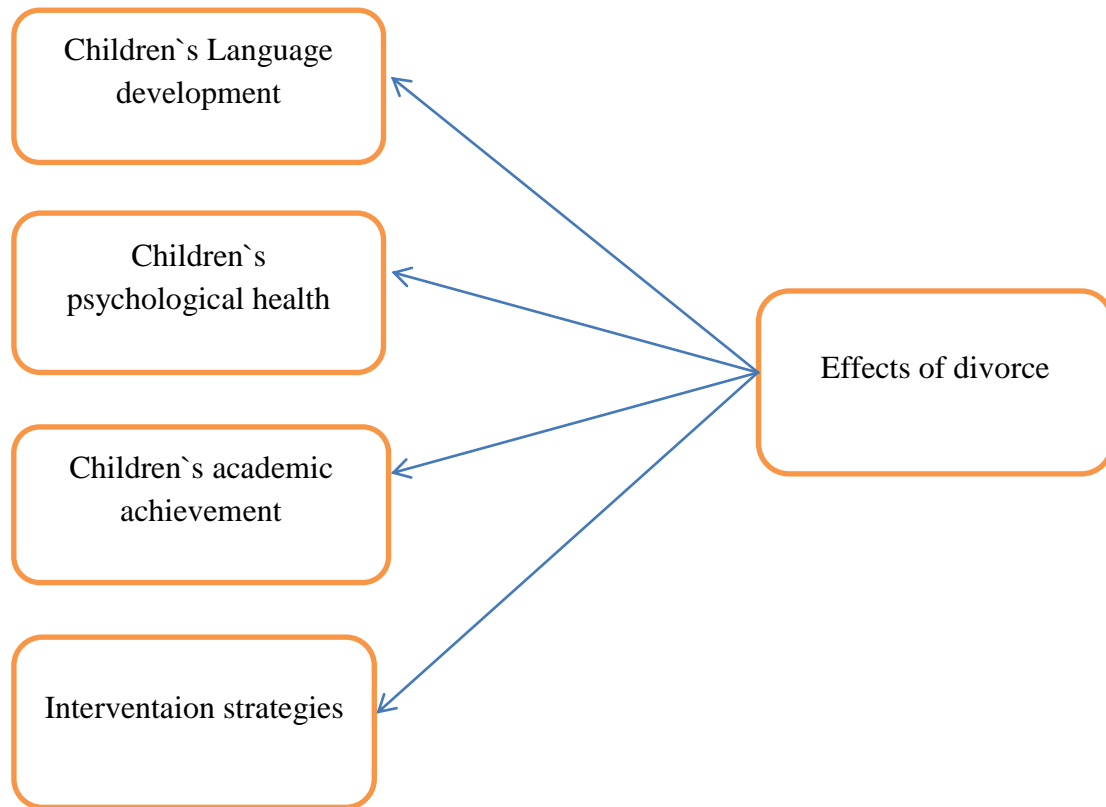 Children`s Language
development
Children`s
psychological health
Effects of divorce
Children`s academic
achievement
Interventaion strategies